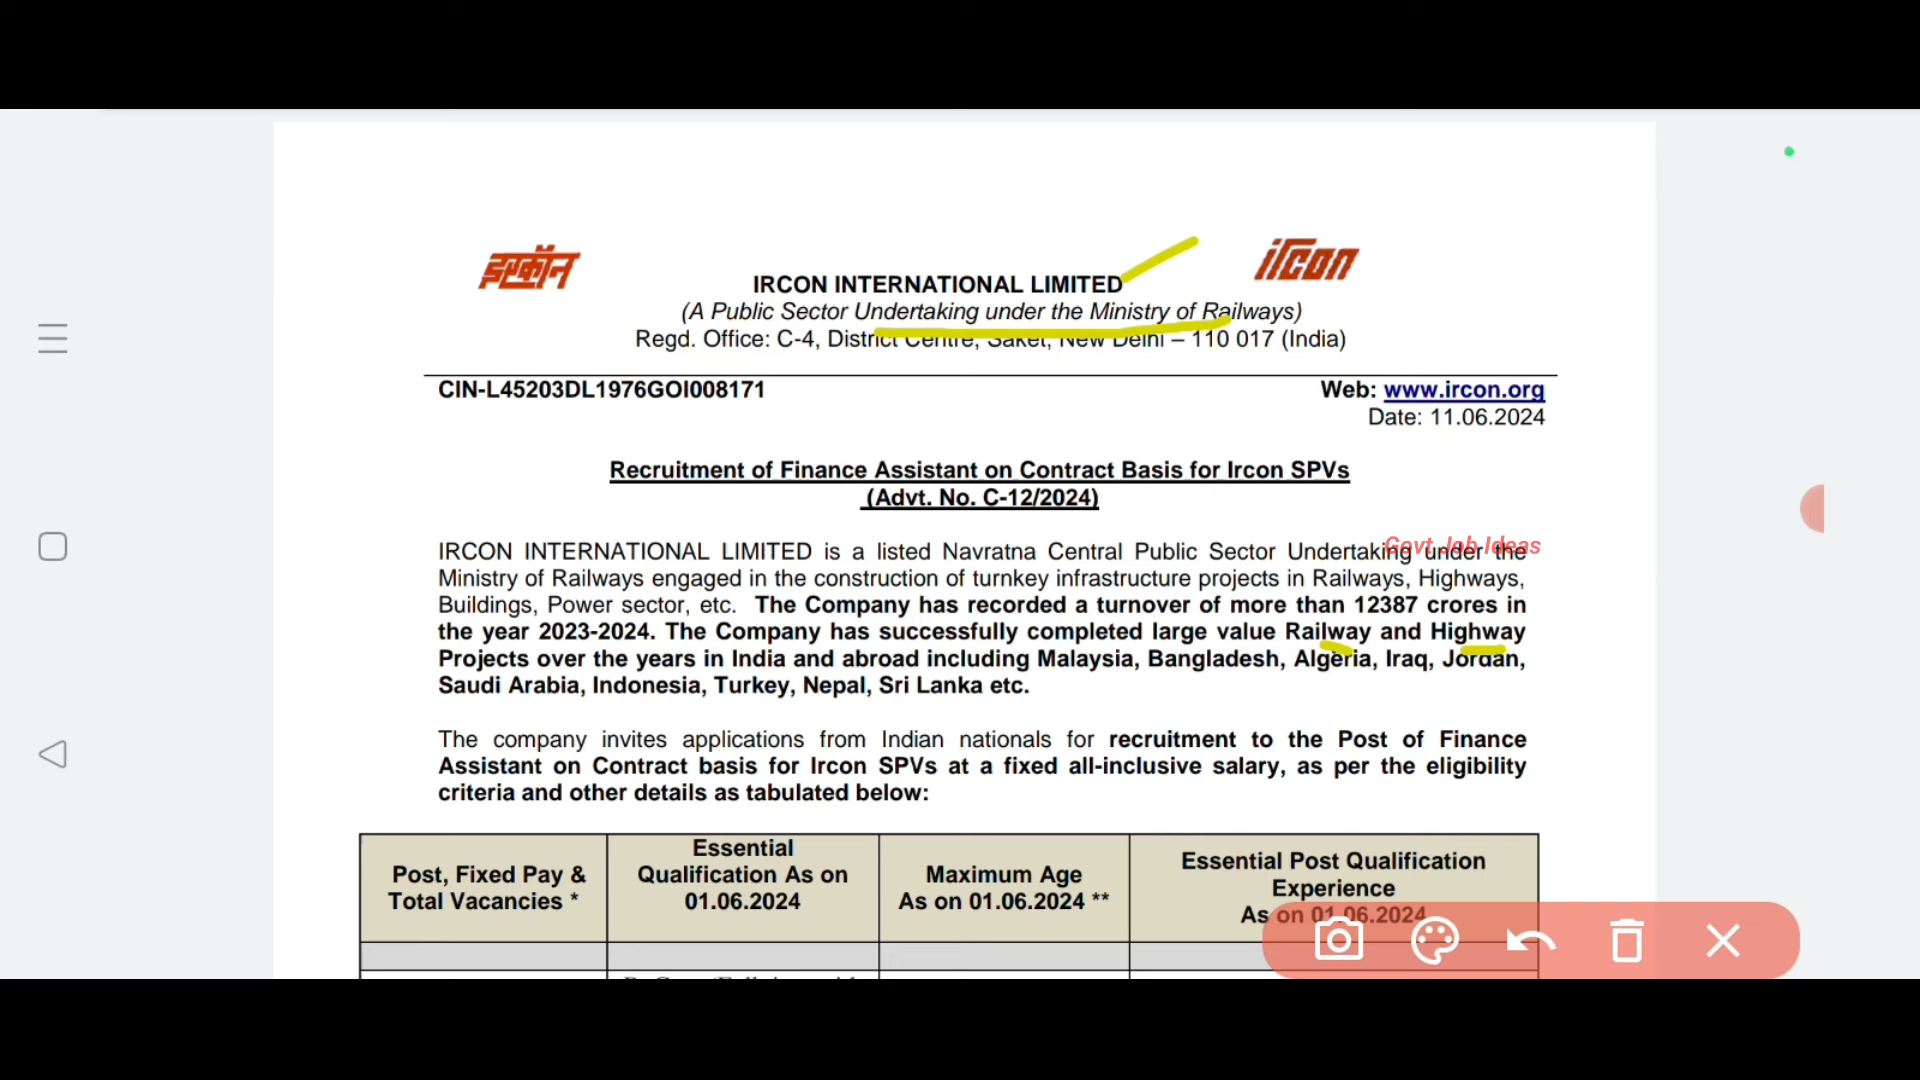 इरकॉन
ircon
IRCON INTERNATIONAL LIMITED
(A Public Sector Undertaking under the Ministry of Railways)
Regd. Office: C-4, District Centre, Saket, New Delhi – 110 017 (India)
CIN-L45203DL1976GOI008171
Web: www.ircon.org
Date: 11.06.2024
Recruitment of Finance Assistant on Contract Basis for Ircon SPVs
(Advt. No. C-12/2024)
IRCON INTERNATIONAL LIMITED is a listed Navratna Central Public Sector Undertaking under the
Govt Job Ideas
Ministry of Railways engaged in the construction of turnkey infrastructure projects in Railways, Highways,
Buildings, Power sector, etc. The Company has recorded a turnover of more than 12387 crores in
the year 2023-2024. The Company has successfully completed large value Railway and Highway
Projects over the years in India and abroad including Malaysia, Bangladesh, Algeria, Iraq, Jordan,
Saudi Arabia, Indonesia, Turkey, Nepal, Sri Lanka etc.
The company invites applications from Indian nationals for recruitment to the Post of Finance
Assistant on Contract basis for Ircon SPVs at a fixed all-inclusive salary, as per the eligibility
criteria and other details as tabulated below:
Post, Fixed Pay &
Total Vacancies *
Essential
Qualification As on
01.06.2024
Maximum Age
As on 01.06.2024 **
Essential Post Qualification
Experience
As on 01.06.2024